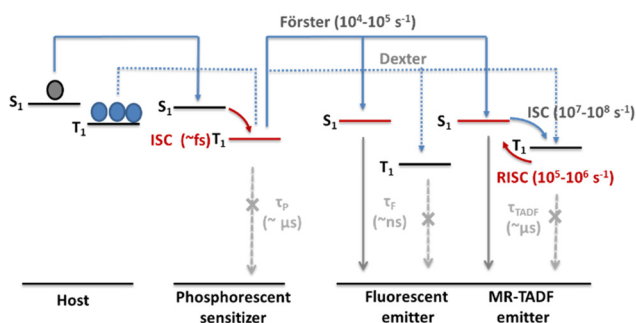 Förster (10⁴-10⁵ s⁻¹)
Dexter
S₁
T₁
S₁
ISC (~fs)
T₁
S₁
T₁
S₁
ISC (10⁷-10⁸ s⁻¹)
T₁
RISC (10⁵-10⁶ s⁻¹)
τP
(~ μs)
τF
(~ns)
τTADF
(~μs)
Host
Phosphorescent
sensitizer
Fluorescent
emitter
MR-TADF
emitter